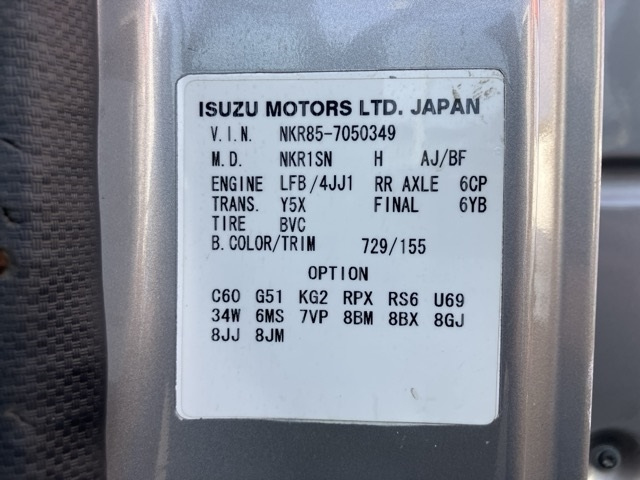 ISUZU MOTORS LTD. JAPAN
V.I.N. NKR85-7050349
M.D. NKR1SN H AJ/BF
ENGINE LFB/4JJ1 RR AXLE 6CP
TRANS. Y5X FINAL 6YB
TIRE BVC
B.COLOR/TRIM 729/155
OPTION
C60 G51 KG2 RPX RS6 U69
34W 6MS 7VP 8BM 8BX 8GJ
8JJ 8JM